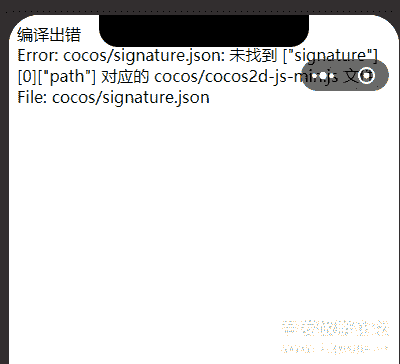 编译出错
Error: cocos/signature.json: 未找到 ["signature"]
[0]["path"] 对应的 cocos/cocos2d-js-min.js 文件
File: cocos/signature.json